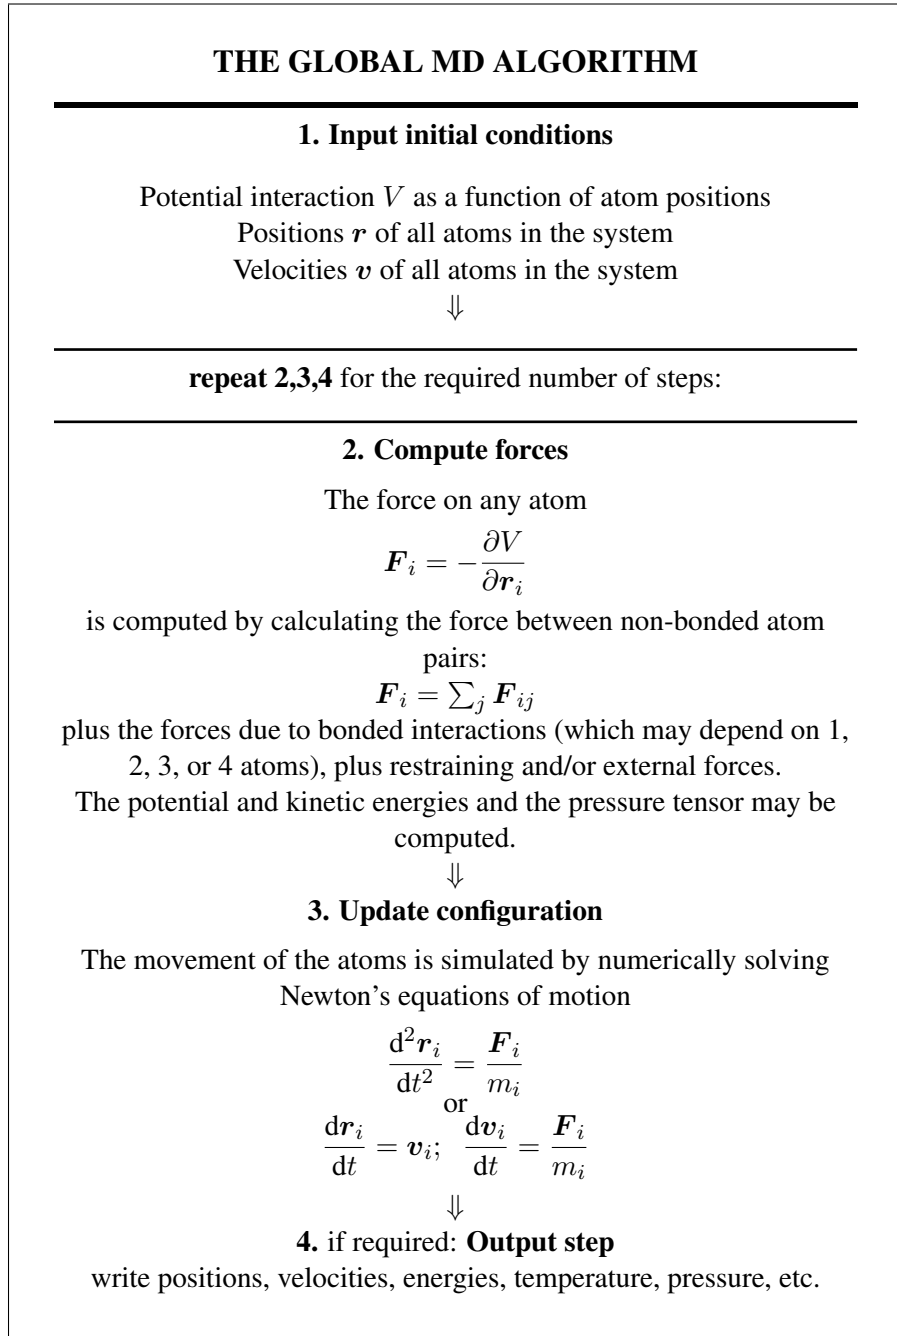 THE GLOBAL MD ALGORITHM
1. Input initial conditions
Potential interaction V as a function of atom positions
Positions r of all atoms in the system
Velocities v of all atoms in the system
⇓
repeat 2,3,4 for the required number of steps:
2. Compute forces
The force on any atom
F_i = −∂V/∂r_i
is computed by calculating the force between non-bonded atom
pairs:
F_i = ∑_j F_ij
plus the forces due to bonded interactions (which may depend on 1,
2, 3, or 4 atoms), plus restraining and/or external forces.
The potential and kinetic energies and the pressure tensor may be
computed.
⇓
3. Update configuration
The movement of the atoms is simulated by numerically solving
Newton’s equations of motion
d²r_i/dt² = F_i/m_i
or
dr_i/dt = v_i; dv_i/dt = F_i/m_i
⇓
4. if required: Output step
write positions, velocities, energies, temperature, pressure, etc.